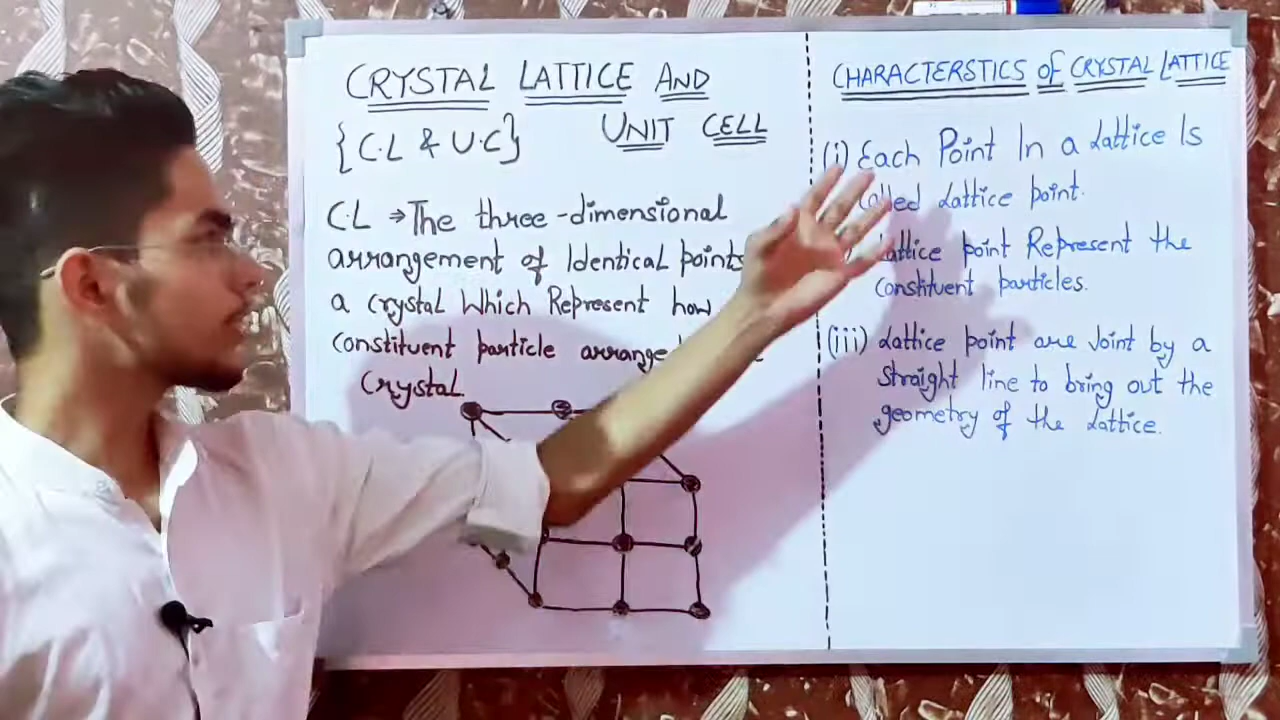 CRYSTAL LATTICE AND
{C.L & U.C} UNIT CELL
C.L ⇒ The three-dimensional
arrangement of Identical points
a crystal Which Represent how
constituent particle arrange
crystal
CHARACTERSTICS of CRYSTAL LATTICE
(i) Each Point In a Lattice Is
called Lattice point.
Lattice point Represent the
constituent particles.
(iii) Lattice point are Joint by a
straight line to bring out the
geometry of the Lattice.